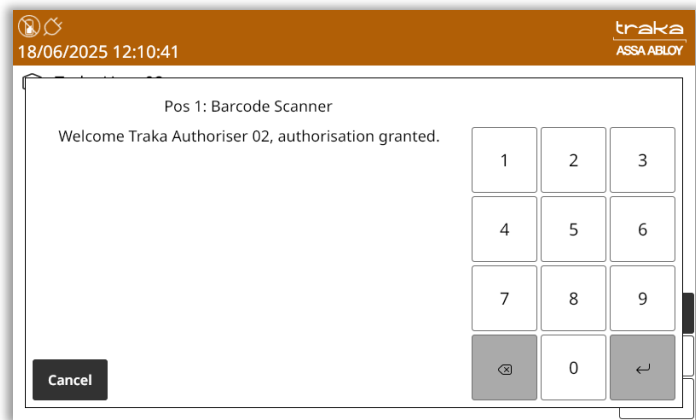 traka
18/06/2025 12:10:41
ASSA ABLOY
Pos 1: Barcode Scanner
Welcome Traka Authoriser 02, authorisation granted.
1 2 3
4 5 6
7 8 9
0
Cancel